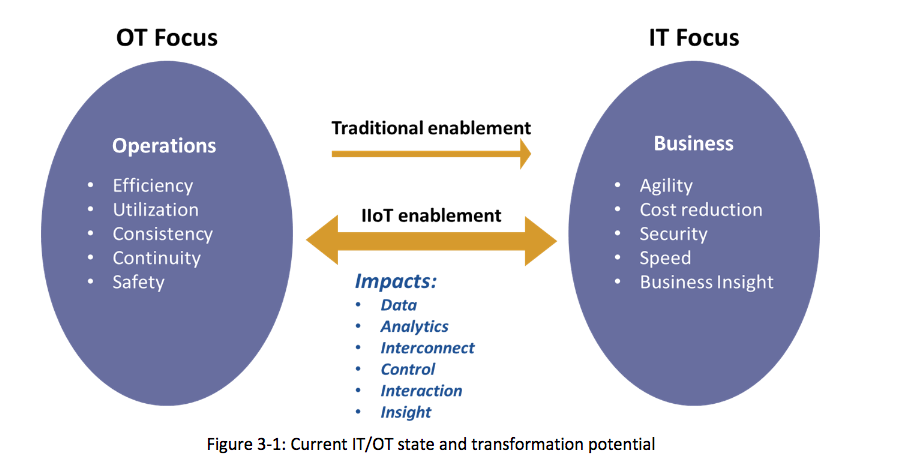 OT Focus
IT Focus
Operations
• Efficiency
• Utilization
• Consistency
• Continuity
• Safety
Traditional enablement
IIoT enablement
Impacts:
• Data
• Analytics
• Interconnect
• Control
• Interaction
• Insight
Business
• Agility
• Cost reduction
• Security
• Speed
• Business Insight
Figure 3-1: Current IT/OT state and transformation potential